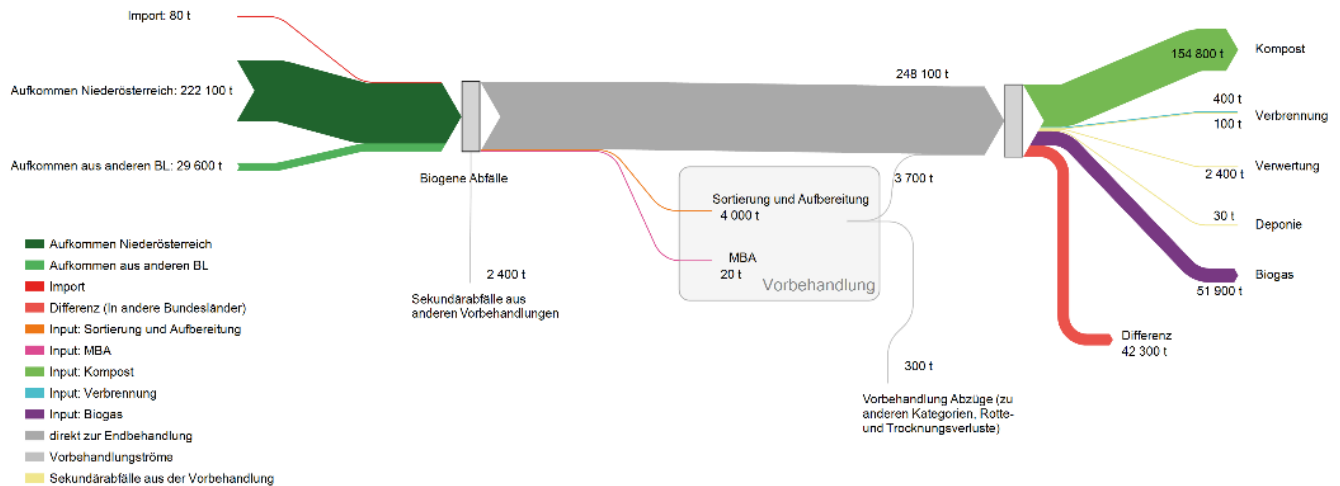 Import: 80 t
Aufkommen Niederösterreich: 222 100 t
Aufkommen aus anderen BL: 29 600 t
Biogene Abfälle
2 400 t
Sekundärabfälle aus
anderen Vorbehandlungen
248 100 t
3 700 t
Sortierung und Aufbereitung
4 000 t
MBA
20 t
Vorbehandlung
300 t
Vorbehandlung Abzüge (zu
anderen Kategorien, Rotte-
und Trocknungsverluste)
154 800 t
Kompost
400 t
Verbrennung
100 t
Verwertung
2 400 t
30 t
Deponie
Biogas
51 900 t
Differenz
42 300 t
Aufkommen Niederösterreich
Aufkommen aus anderen BL
Import
Differenz (In andere Bundesländer)
Input: Sortierung und Aufbereitung
Input: MBA
Input: Kompost
Input: Verbrennung
Input: Biogas
direkt zur Endbehandlung
Vorbehandlungströme
Sekundärabfälle aus der Vorbehandlung